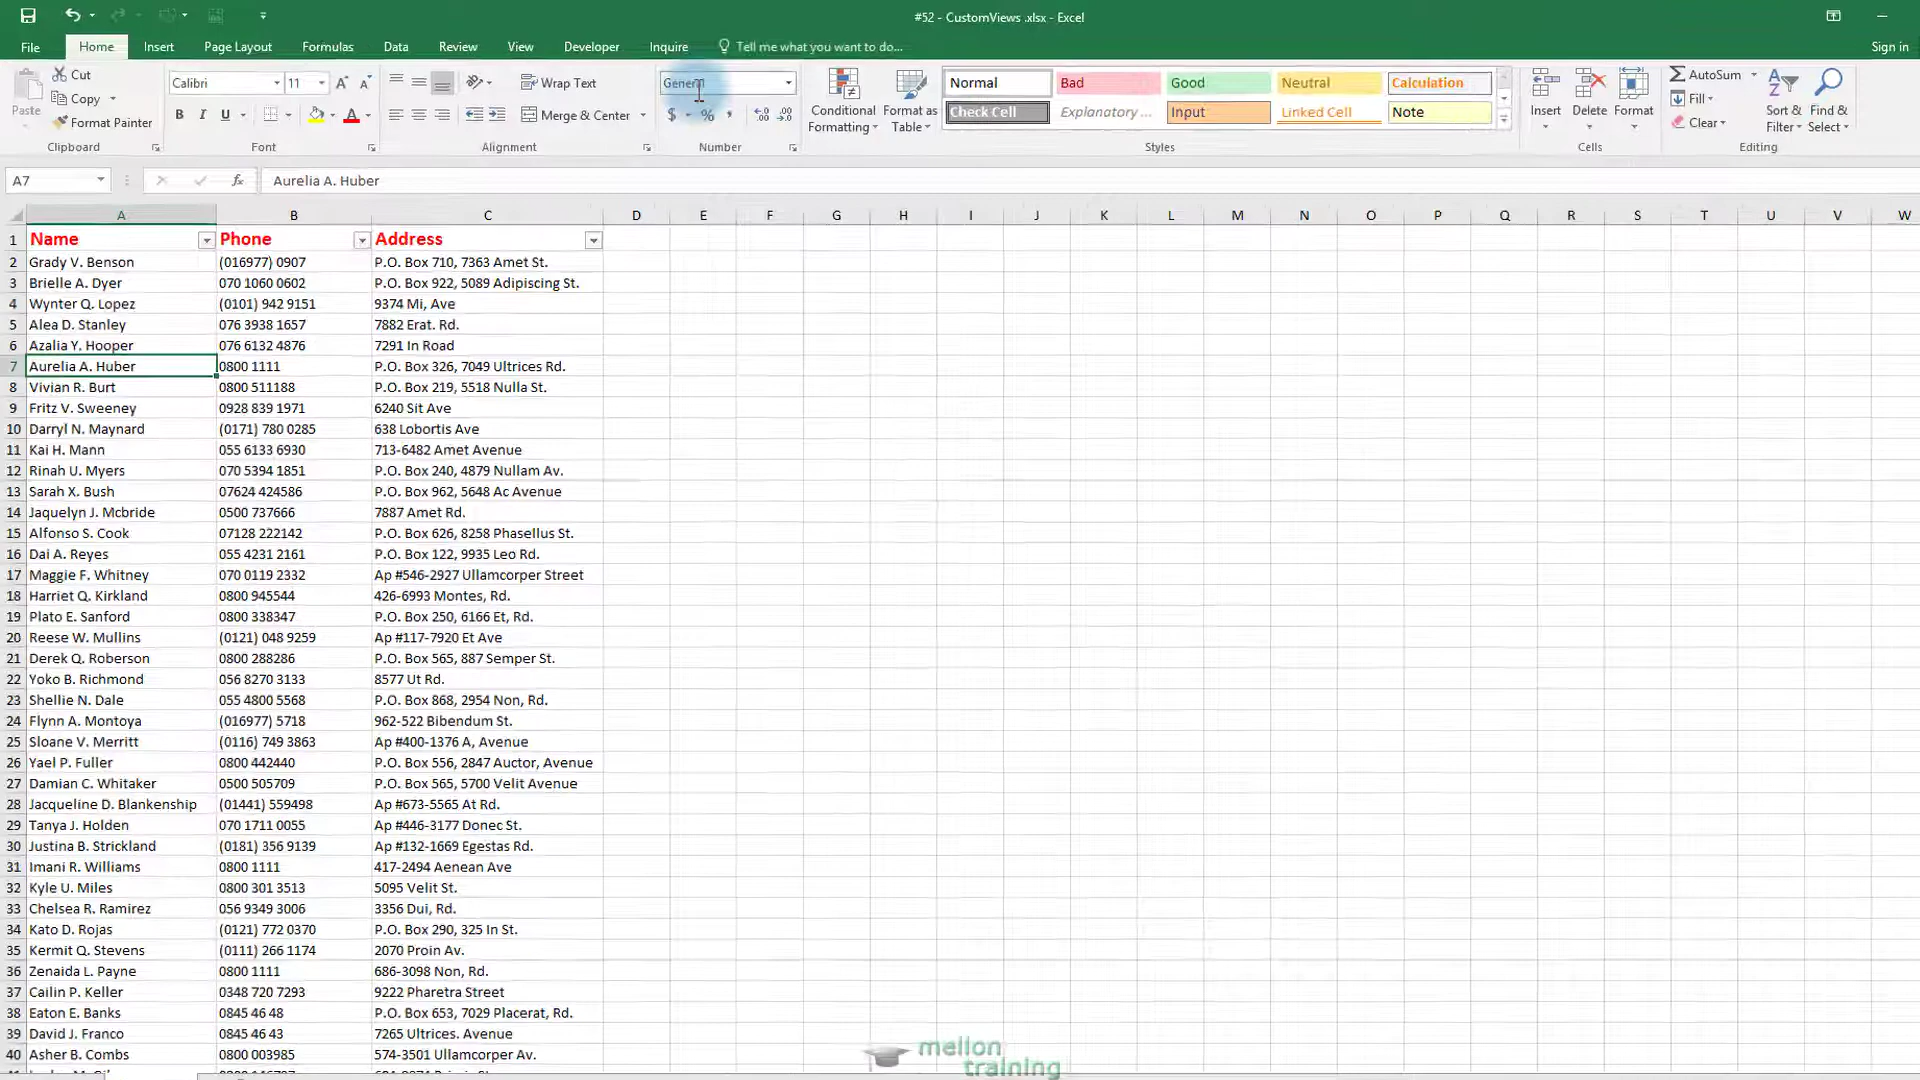 #52 - CustomViews .xlsx - Excel
File Home Insert Page Layout Formulas Data Review View Developer Inquire Tell me what you want to do... Sign in
Paste Cut Copy Format Painter Clipboard
Calibri 11 B I U Font
Wrap Text Merge & Center Alignment
General $ % , Number
Conditional Formatting Format as Table
Normal Bad Good Neutral Calculation
Check Cell Explanatory ... Input Linked Cell Note
Styles
Insert Delete Format Cells
AutoSum Fill Clear Sort & Filter Find & Select Editing
A7 fx Aurelia A. Huber
A B C D E F G H I J K L M N O P Q R S T U V W
1 Name Phone Address
2 Grady V. Benson (016977) 0907 P.O. Box 710, 7363 Amet St.
3 Brielle A. Dyer 070 1060 0602 P.O. Box 922, 5089 Adipiscing St.
4 Wynter Q. Lopez (0101) 942 9151 9374 Mi, Ave
5 Alea D. Stanley 076 3938 1657 7882 Erat. Rd.
6 Azalia Y. Hooper 076 6132 4876 7291 In Road
7 Aurelia A. Huber 0800 1111 P.O. Box 326, 7049 Ultrices Rd.
8 Vivian R. Burt 0800 511188 P.O. Box 219, 5518 Nulla St.
9 Fritz V. Sweeney 0928 839 1971 6240 Sit Ave
10 Darryl N. Maynard (0171) 780 0285 638 Lobortis Ave
11 Kai H. Mann 055 6133 6930 713-6482 Amet Avenue
12 Rinah U. Myers 070 5394 1851 P.O. Box 240, 4879 Nullam Av.
13 Sarah X. Bush 07624 424586 P.O. Box 962, 5648 Ac Avenue
14 Jaquelyn J. Mcbride 0500 737666 7887 Amet Rd.
15 Alfonso S. Cook 07128 222142 P.O. Box 626, 8258 Phasellus St.
16 Dai A. Reyes 055 4231 2161 P.O. Box 122, 9935 Leo Rd.
17 Maggie F. Whitney 070 0119 2332 Ap #546-2927 Ullamcorper Street
18 Harriet Q. Kirkland 0800 945544 426-6993 Montes, Rd.
19 Plato E. Sanford 0800 338347 P.O. Box 250, 6166 Et, Rd.
20 Reese W. Mullins (0121) 048 9259 Ap #117-7920 Et Ave
21 Derek Q. Roberson 0800 288286 P.O. Box 565, 887 Semper St.
22 Yoko B. Richmond 056 8270 3133 8577 Ut Rd.
23 Shellie N. Dale 055 4800 5568 P.O. Box 868, 2954 Non, Rd.
24 Flynn A. Montoya (016977) 5718 962-522 Bibendum St.
25 Sloane V. Merritt (0116) 749 3863 Ap #400-1376 A, Avenue
26 Yael P. Fuller 0800 442440 P.O. Box 556, 2847 Auctor, Avenue
27 Damian C. Whitaker 0500 505709 P.O. Box 565, 5700 Velit Avenue
28 Jacqueline D. Blankenship (01441) 559498 Ap #673-5565 At Rd.
29 Tanya J. Holden 070 1711 0055 Ap #446-3177 Donec St.
30 Justina B. Strickland (0181) 356 9139 Ap #132-1669 Egestas Rd.
31 Imani R. Williams 0800 1111 417-2494 Aenean Ave
32 Kyle U. Miles 0800 301 3513 5095 Velit St.
33 Chelsea R. Ramirez 056 9349 3006 3356 Dui, Rd.
34 Kato D. Rojas (0121) 772 0370 P.O. Box 290, 325 In St.
35 Kermit Q. Stevens (0111) 266 1174 2070 Proin Av.
36 Zenaida L. Payne 0800 1111 686-3098 Non, Rd.
37 Cailin P. Keller 0348 720 7293 9222 Pharetra Street
38 Eaton E. Banks 0845 46 48 P.O. Box 653, 7029 Placerat, Rd.
39 David J. Franco 0845 46 43 7265 Ultrices. Avenue
40 Asher B. Combs 0800 003985 574-3501 Ullamcorper Av.
mellon
training